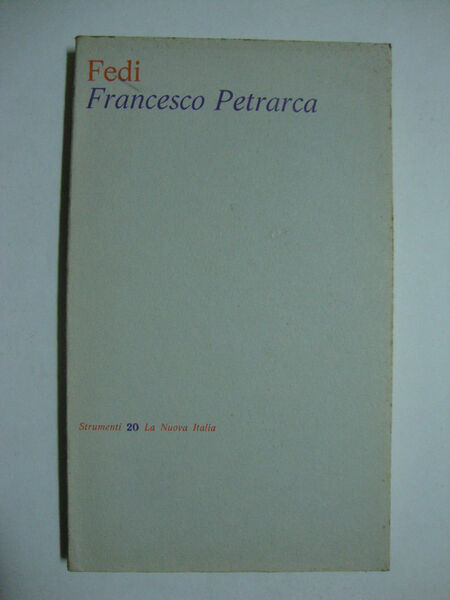 Fedi
Francesco Petrarca
Strumenti 20 La Nuova Italia